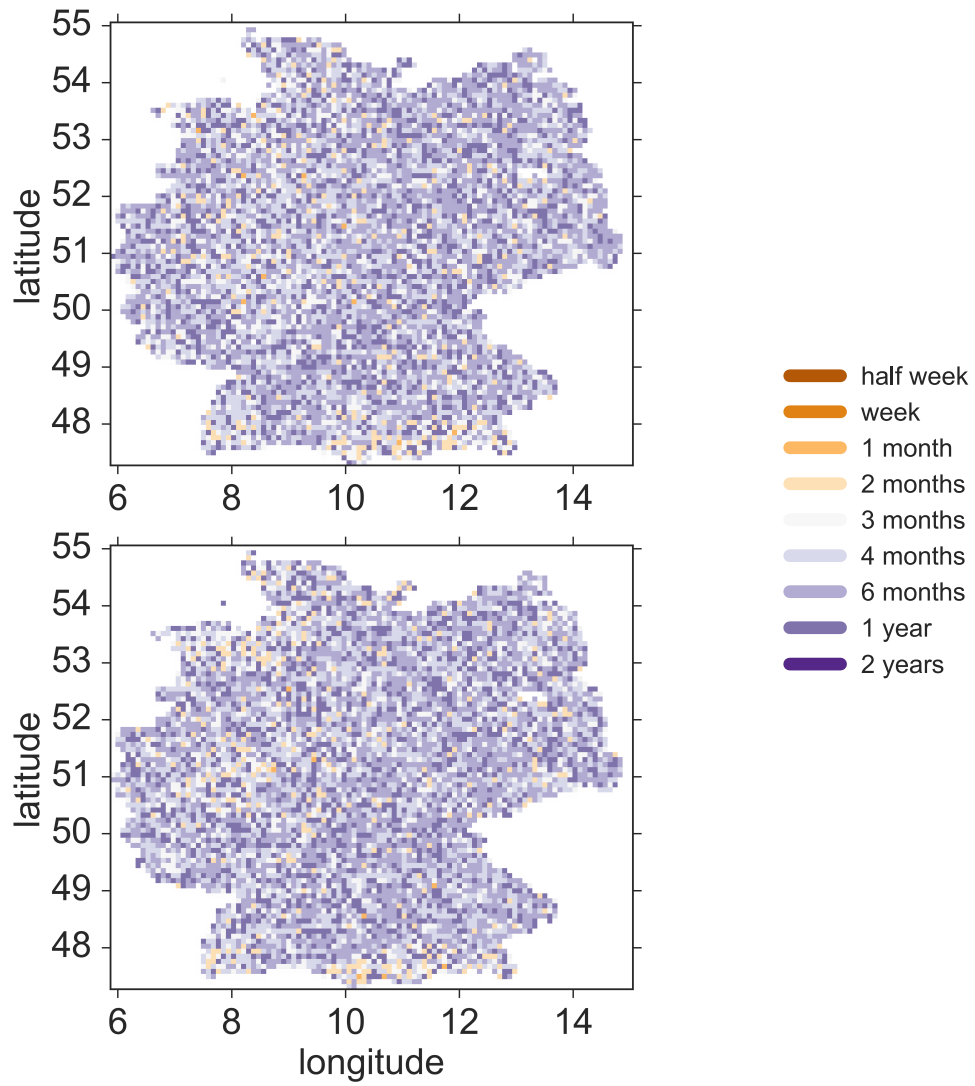 55
54
53
52
51
50
49
48
latitude
6 8 10 12 14
half week
week
1 month
2 months
3 months
4 months
6 months
1 year
2 years
55
54
53
52
51
50
49
48
latitude
6 8 10 12 14
longitude